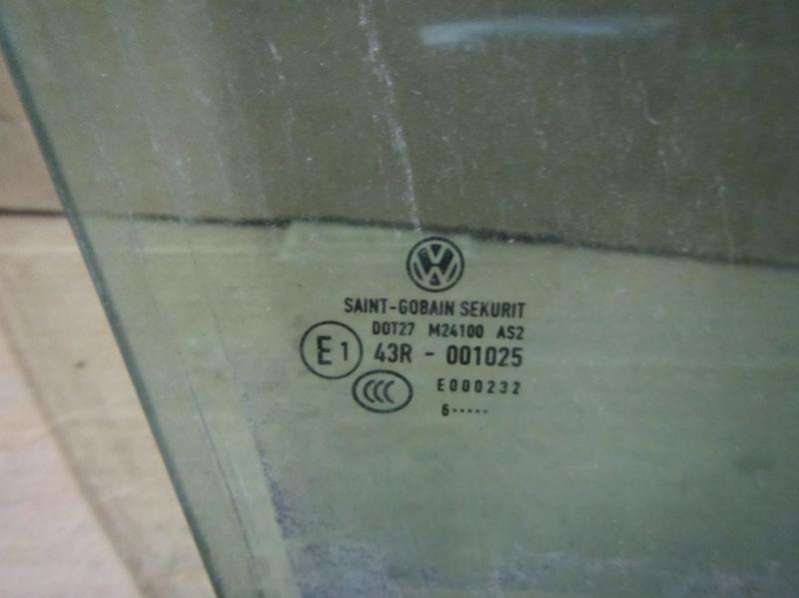 SAINT-GOBAIN SEKURIT
DOT27 M24100 AS2
E1 43R - 001025
CCC E000232
6·····